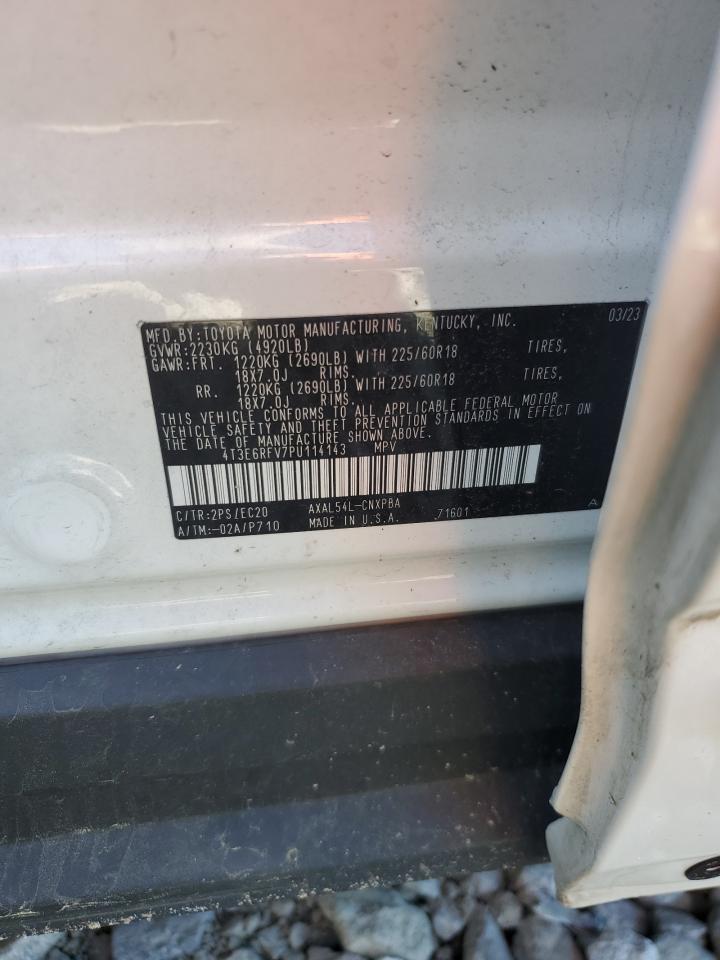 MFD.BY:TOYOTA MOTOR MANUFACTURING, KENTUCKY, INC. 03/23
GVWR:2230KG (4920LB)
GAWR:FRT. 1220KG (2690LB) WITH 225/60R18 TIRES,
18X7.0J RIMS.
RR. 1220KG (2690LB) WITH 225/60R18 TIRES,
18X7.0J RIMS.
THIS VEHICLE CONFORMS TO ALL APPLICABLE FEDERAL MOTOR
VEHICLE SAFETY AND THEFT PREVENTION STANDARDS IN EFFECT ON
THE DATE OF MANUFACTURE SHOWN ABOVE.
4T3E6RFV7PU114143 MPV
C/TR:2PS/EC20 AXAL54L-CNXPBA A
A/TM:-02A/P710 MADE IN U.S.A. 71601